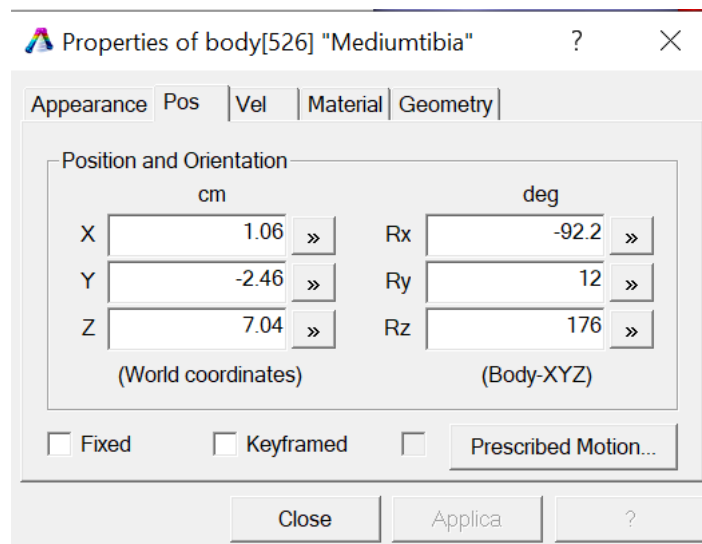 Properties of body[526] "Mediumtibia" ? ×
Appearance Pos Vel Material Geometry
Position and Orientation
cm deg
X 1.06 » Rx -92.2 »
Y -2.46 » Ry 12 »
Z 7.04 » Rz 176 »
(World coordinates) (Body-XYZ)
Fixed Keyframed Prescribed Motion...
Close Applica ?